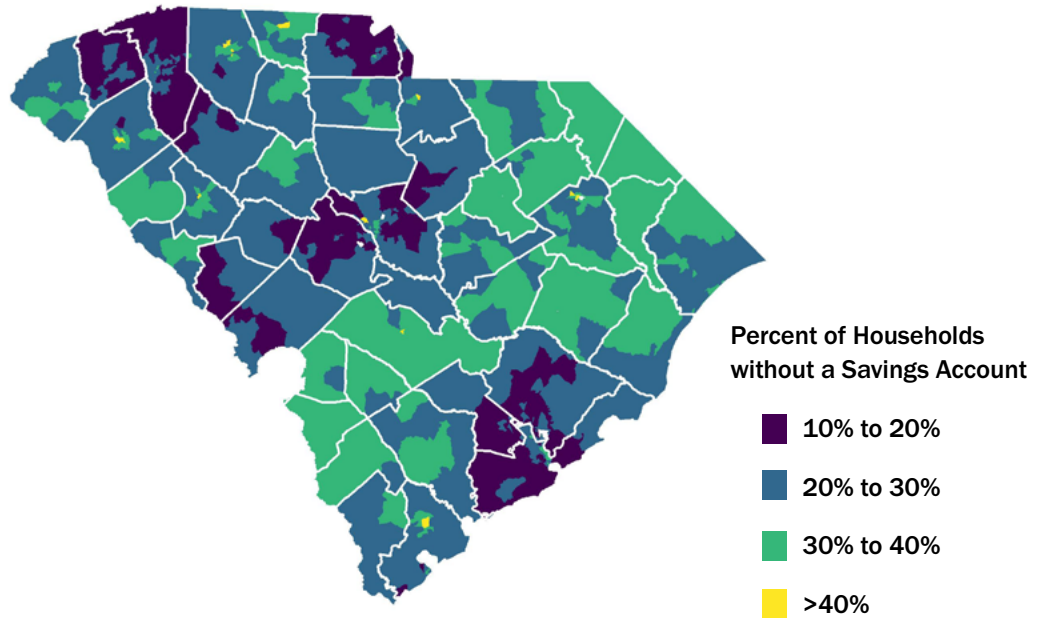 Percent of Households
without a Savings Account
10% to 20%
20% to 30%
30% to 40%
>40%